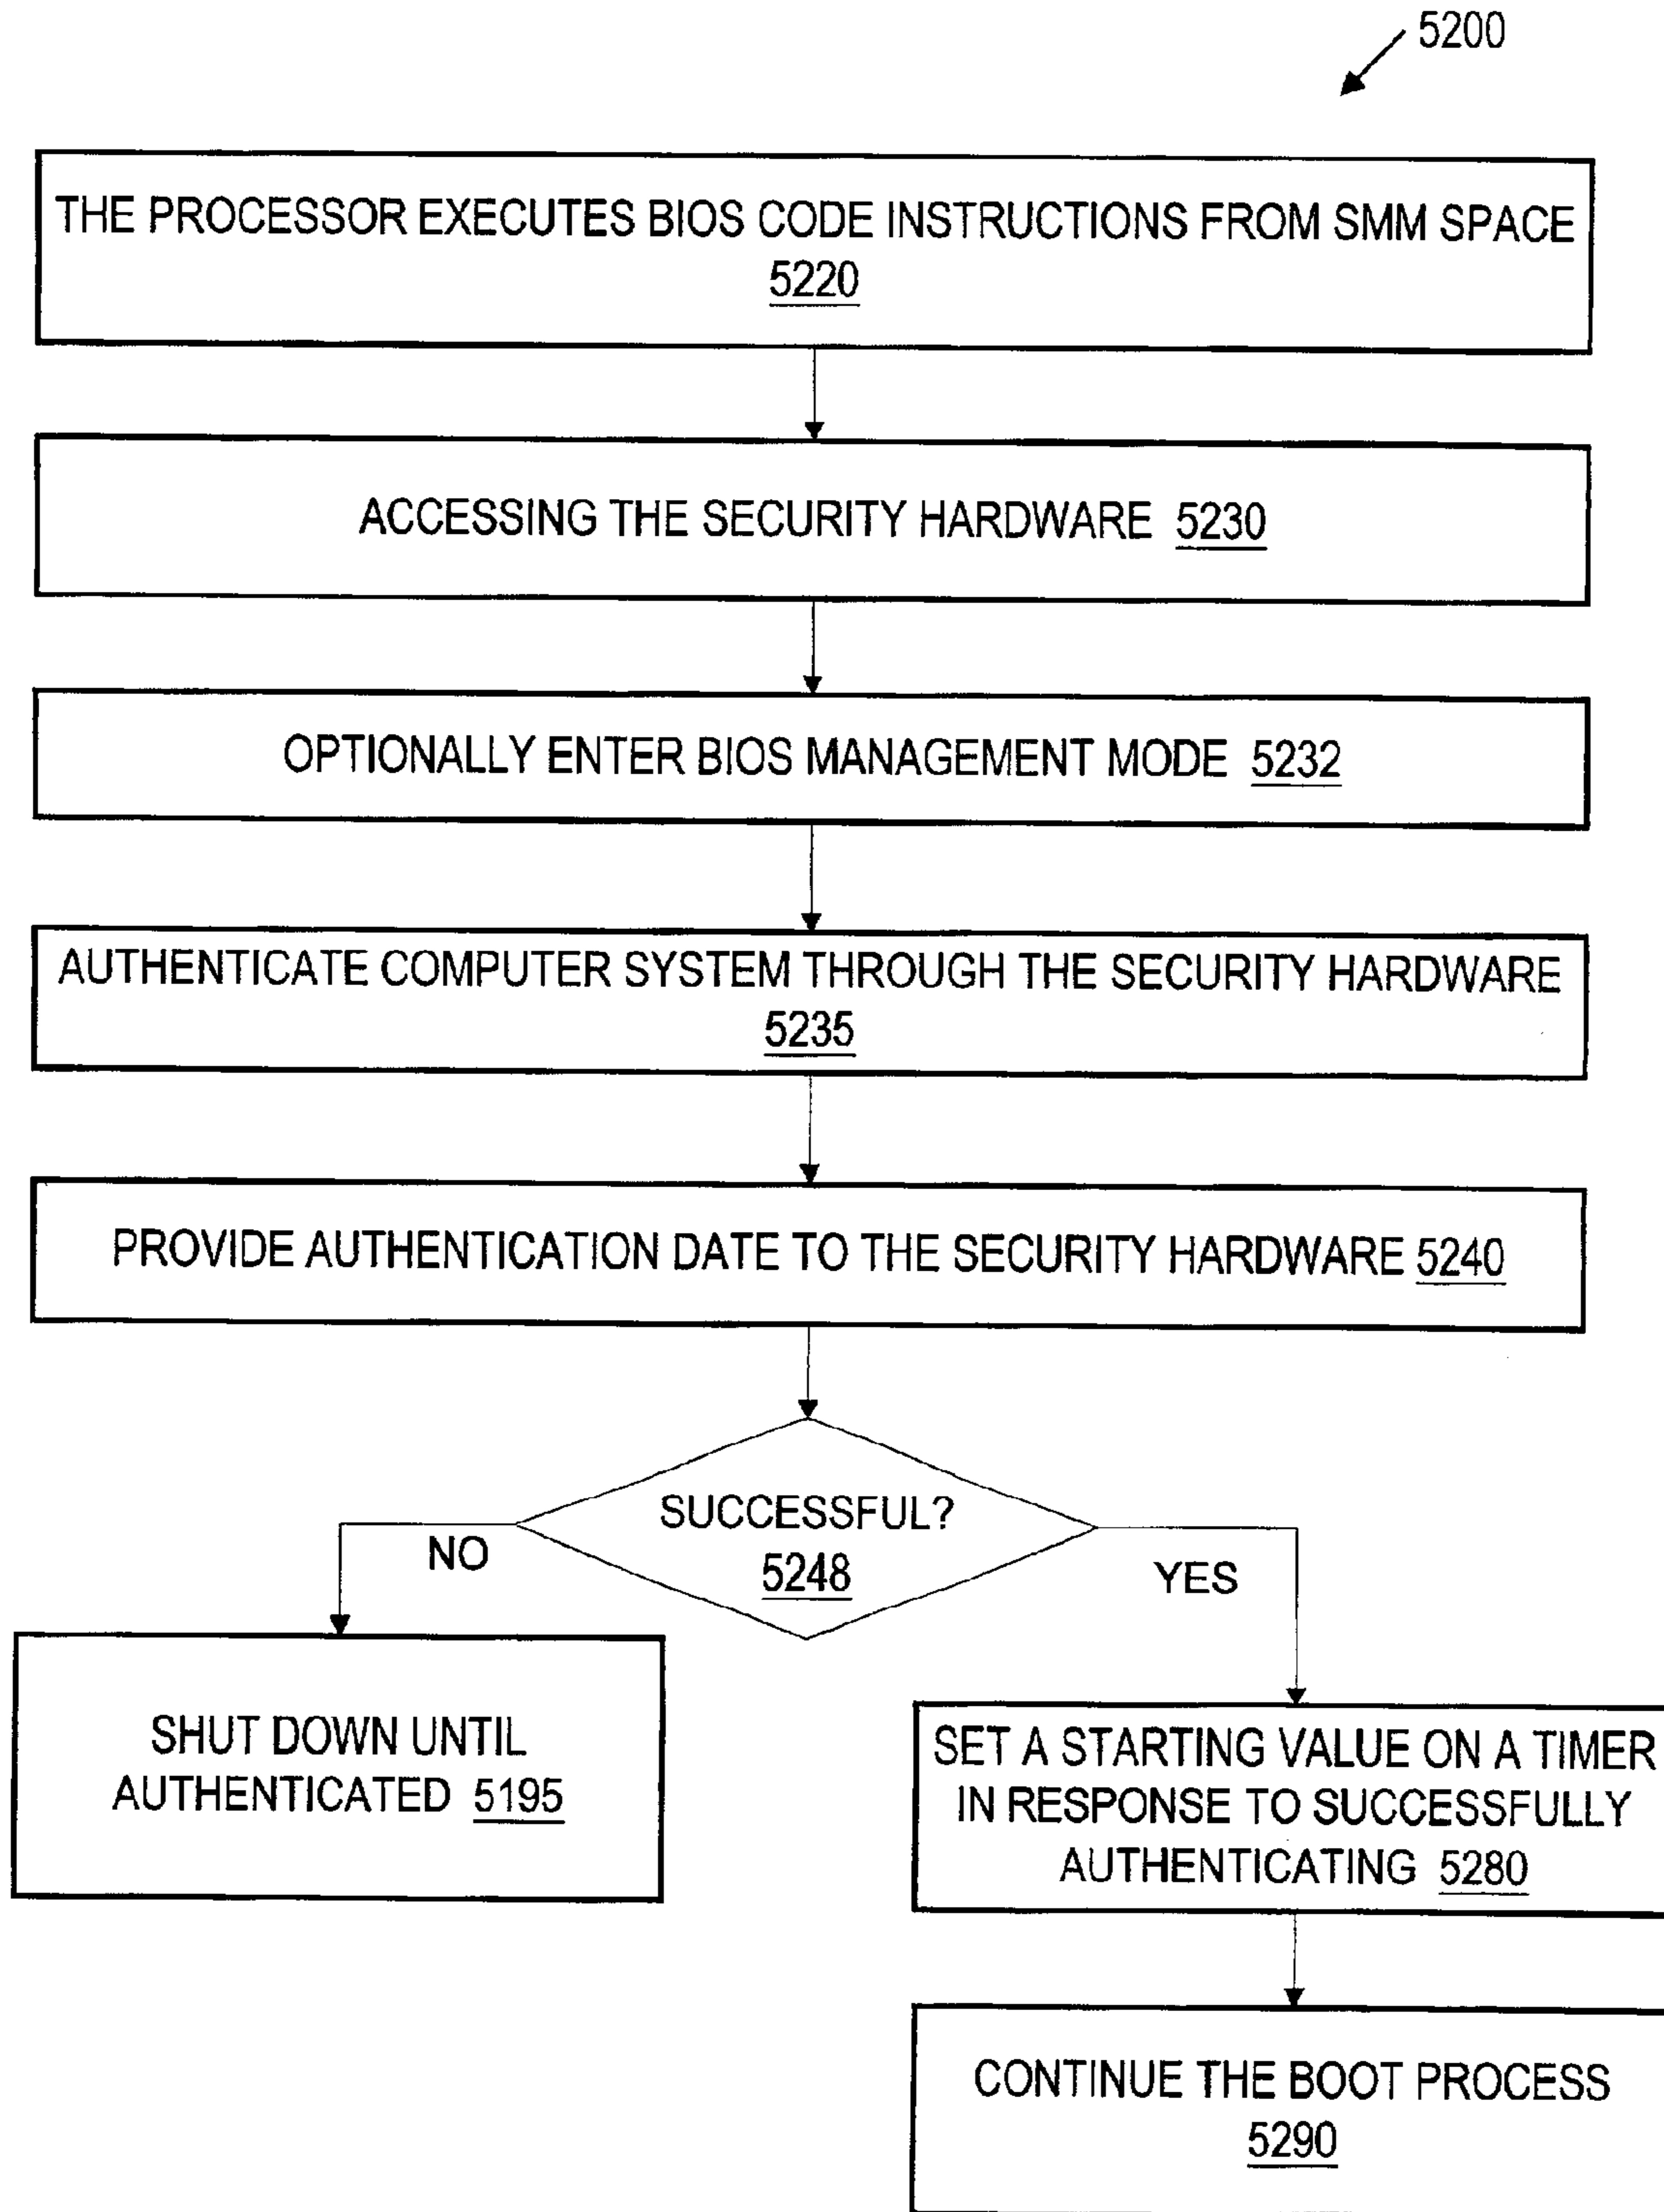 5200
THE PROCESSOR EXECUTES BIOS CODE INSTRUCTIONS FROM SMM SPACE
5220
ACCESSING THE SECURITY HARDWARE 5230
OPTIONALLY ENTER BIOS MANAGEMENT MODE 5232
AUTHENTICATE COMPUTER SYSTEM THROUGH THE SECURITY HARDWARE
5235
PROVIDE AUTHENTICATION DATE TO THE SECURITY HARDWARE 5240
SUCCESSFUL?
5248
NO
YES
SHUT DOWN UNTIL
AUTHENTICATED 5195
SET A STARTING VALUE ON A TIMER
IN RESPONSE TO SUCCESSFULLY
AUTHENTICATING 5280
CONTINUE THE BOOT PROCESS
5290